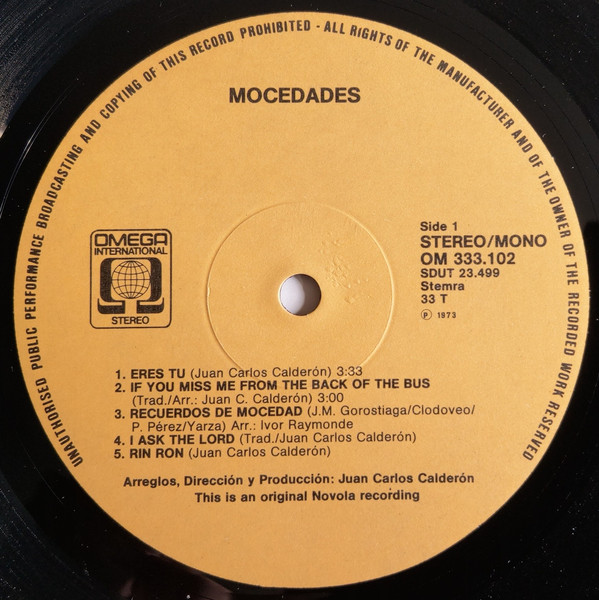 UNAUTHORISED PUBLIC PERFORMANCE BROADCASTING AND COPYING OF THIS RECORD PROHIBITED - ALL RIGHTS OF THE MANUFACTURER AND OF THE OWNER OF THE RECORDED WORK RESERVED
MOCEDADES
OMEGA
INTERNATIONAL
STEREO
Side 1
STEREO/MONO
OM 333.102
SDUT 23.499
Stemra
33 T
Ⓟ 1973
1. ERES TU (Juan Carlos Calderón) 3:33
2. IF YOU MISS ME FROM THE BACK OF THE BUS
(Trad./Arr.: Juan C. Calderón) 3:00
3. RECUERDOS DE MOCEDAD (J.M. Gorostiaga/Clodoveo/
P. Pérez/Yarza) Arr.: Ivor Raymonde
4. I ASK THE LORD (Trad./Juan Carlos Calderón)
5. RIN RON (Juan Carlos Calderón)
Arreglos, Dirección y Producción: Juan Carlos Calderón
This is an original Novola recording